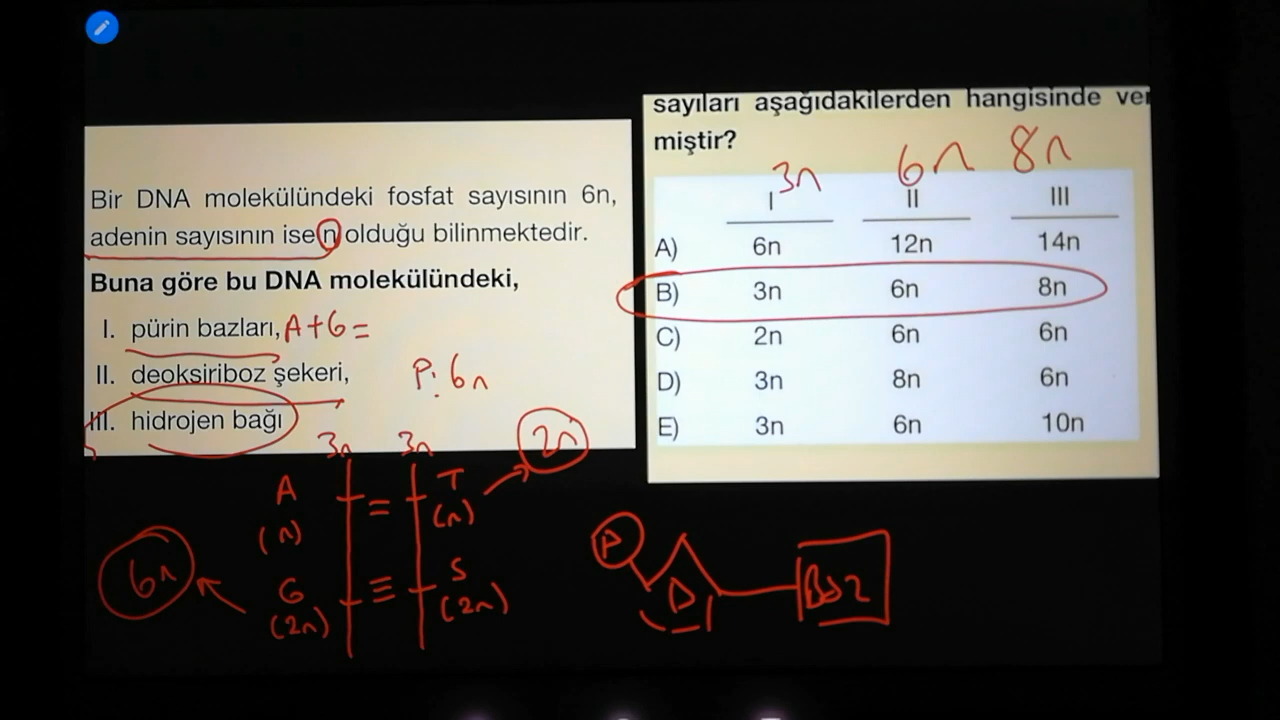 Bir DNA molekülündeki fosfat sayısının 6n,
adenin sayısının ise n olduğu bilinmektedir.
Buna göre bu DNA molekülündeki,
I. pürin bazları, A+G=
II. deoksiriboz şekeri, P: 6n
III. hidrojen bağı
3n 3n 2n
A = T
(n) (n)
6n G ≡ S
(2n) (2n)
sayıları aşağıdakilerden hangisinde ver
miştir?
3n 6n 8n
I II III
A) 6n 12n 14n
B) 3n 6n 8n
C) 2n 6n 6n
D) 3n 8n 6n
E) 3n 6n 10n
P D